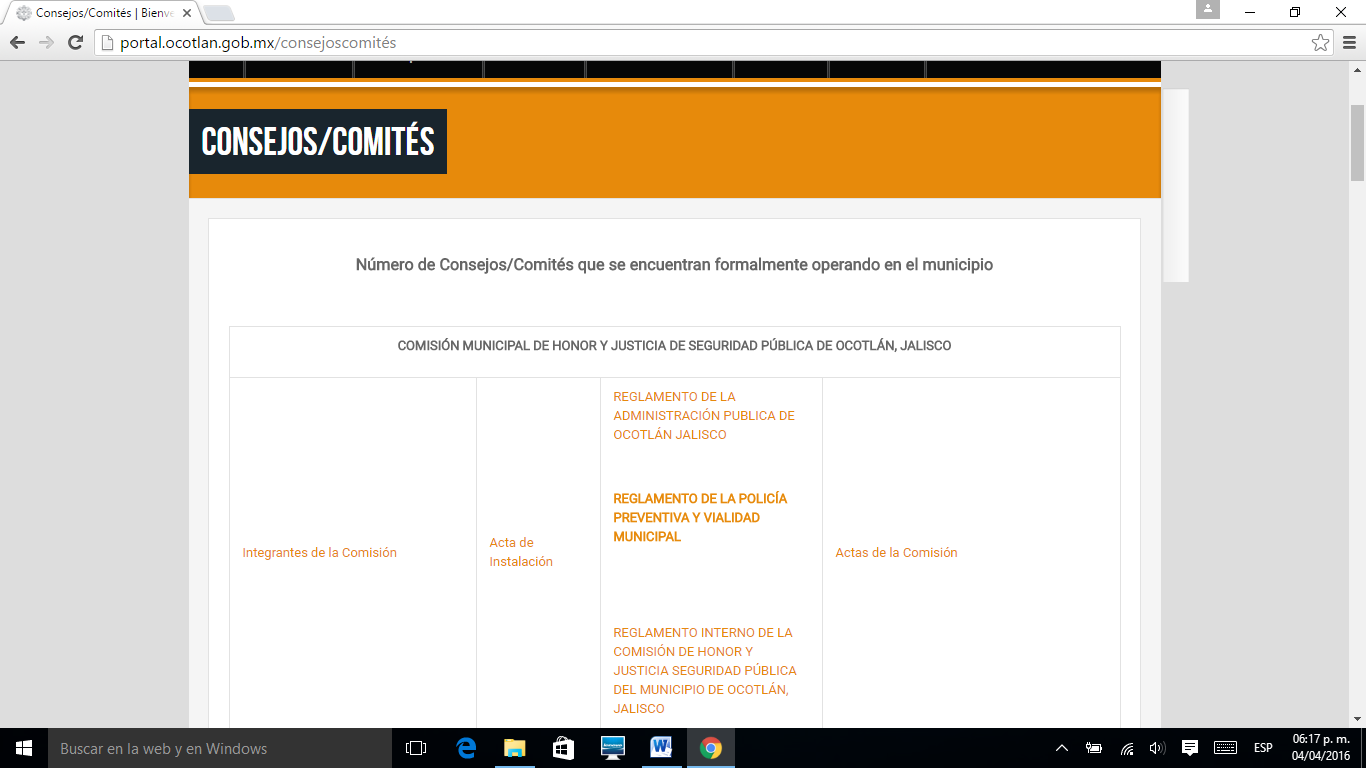 Consejos/Comités | Bienve
portal.ocotlan.gob.mx/consejoscomités
CONSEJOS/COMITÉS
Número de Consejos/Comités que se encuentran formalmente operando en el municipio
COMISIÓN MUNICIPAL DE HONOR Y JUSTICIA DE SEGURIDAD PÚBLICA DE OCOTLÁN, JALISCO
Integrantes de la Comisión
Acta de
Instalación
REGLAMENTO DE LA
ADMINISTRACIÓN PUBLICA DE
OCOTLÁN JALISCO
REGLAMENTO DE LA POLICÍA
PREVENTIVA Y VIALIDAD
MUNICIPAL
REGLAMENTO INTERNO DE LA
COMISIÓN DE HONOR Y
JUSTICIA SEGURIDAD PÚBLICA
DEL MUNICIPIO DE OCOTLÁN,
JALISCO
Actas de la Comisión
Buscar en la web y en Windows
ESP
06:17 p. m.
04/04/2016